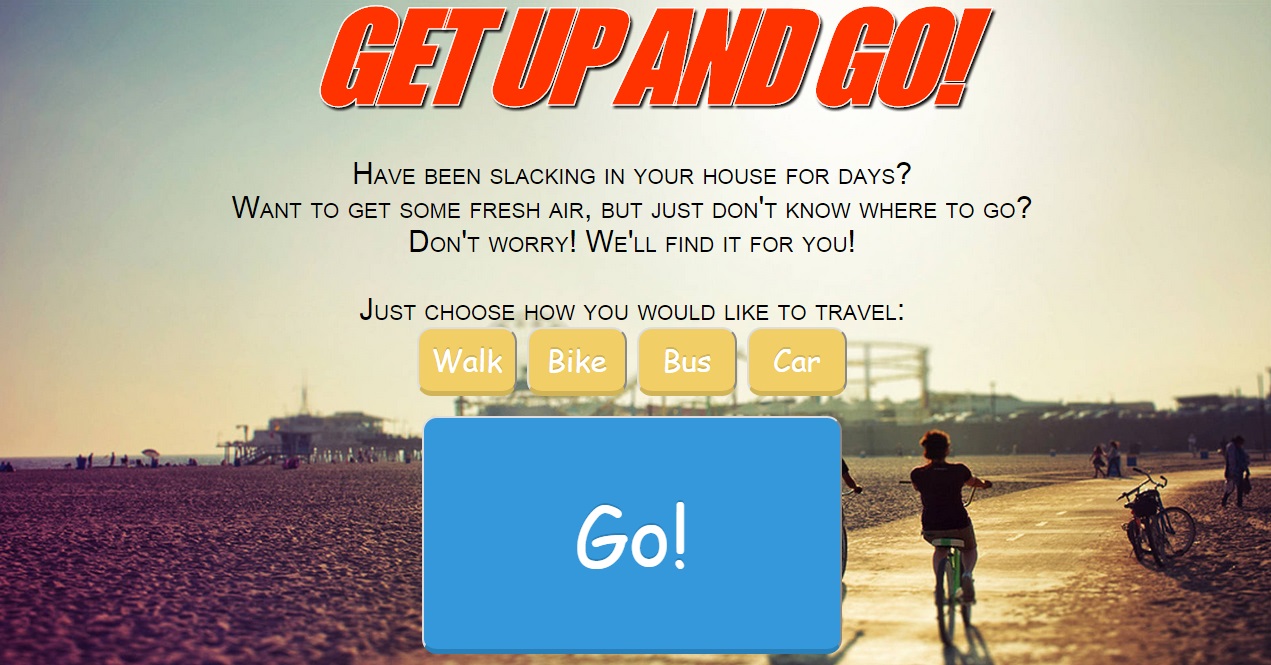 GET UP AND GO!
Have been slacking in your house for days?
Want to get some fresh air, but just don't know where to go?
Don't worry! We'll find it for you!
Just choose how you would like to travel:
Walk Bike Bus Car
Go!